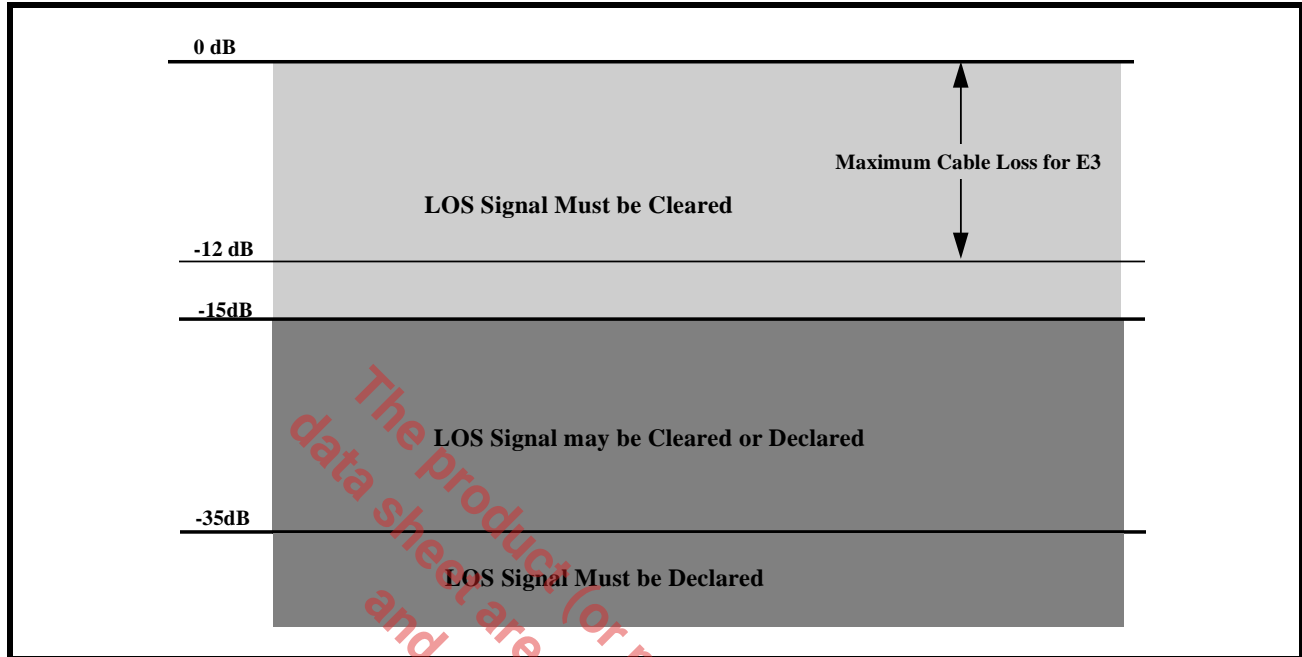 0 dB
Maximum Cable Loss for E3
LOS Signal Must be Cleared
-12 dB
-15dB
LOS Signal may be Cleared or Declared
-35dB
LOS Signal Must be Declared
The product (or
data sheet are
and